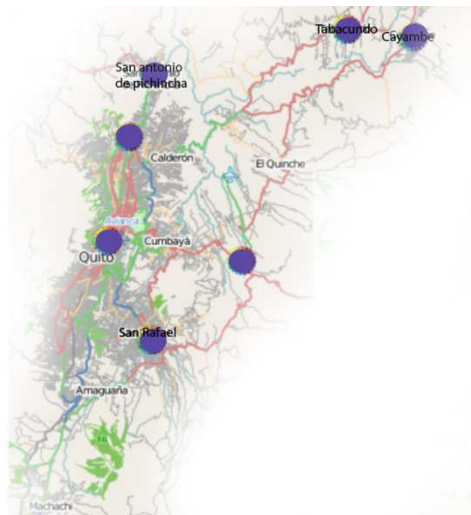 Tabacundo
Cayambe
San antonio
de pichincha
Calderón
El Quinche
Cumbayá
Quito
San Rafael
Amaguaña
Machachi